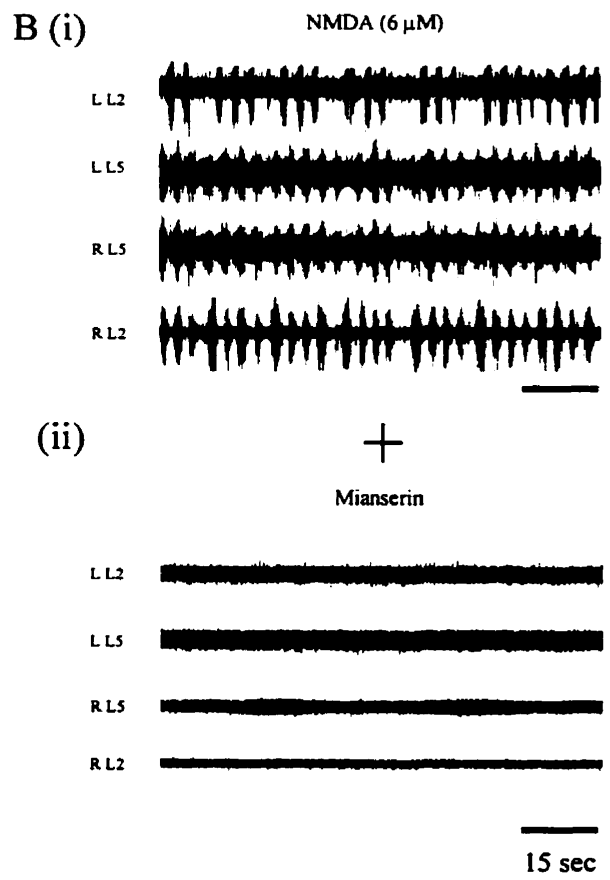 B (i)
NMDA (6 μM)
L L2
L L5
R L5
R L2
(ii)
+
Mianserin
L L2
L L5
R L5
R L2
15 sec